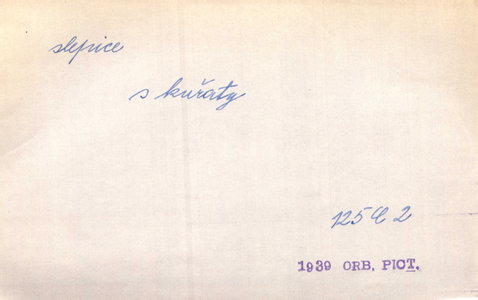 slepice
s kuřaty
125 C 2
1939 ORB. PICT.